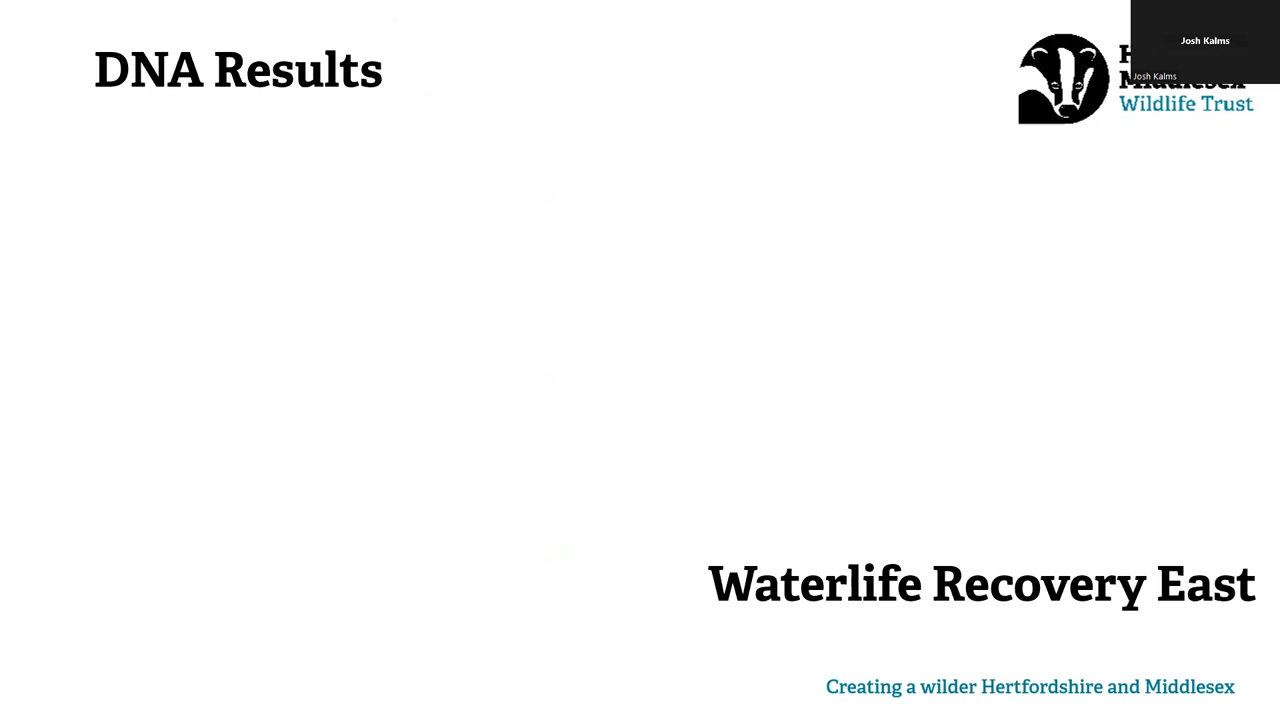 DNA Results
Josh Kalms
Josh Kalms
Wildlife Trust
Waterlife Recovery East
Creating a wilder Hertfordshire and Middlesex